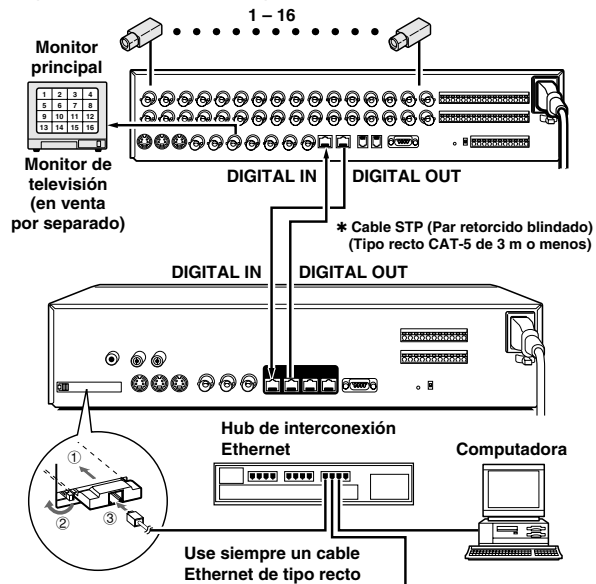 1 – 16
Monitor
principal
1 2 3 4
5 6 7 8
9 10 11 12
13 14 15 16
Monitor de
televisión
(en venta
por separado)
DIGITAL IN DIGITAL OUT
✱ Cable STP (Par retorcido blindado)
(Tipo recto CAT-5 de 3 m o menos)
DIGITAL IN DIGITAL OUT
Hub de interconexión
Ethernet
Computadora
①
②
③
Use siempre un cable
Ethernet de tipo recto